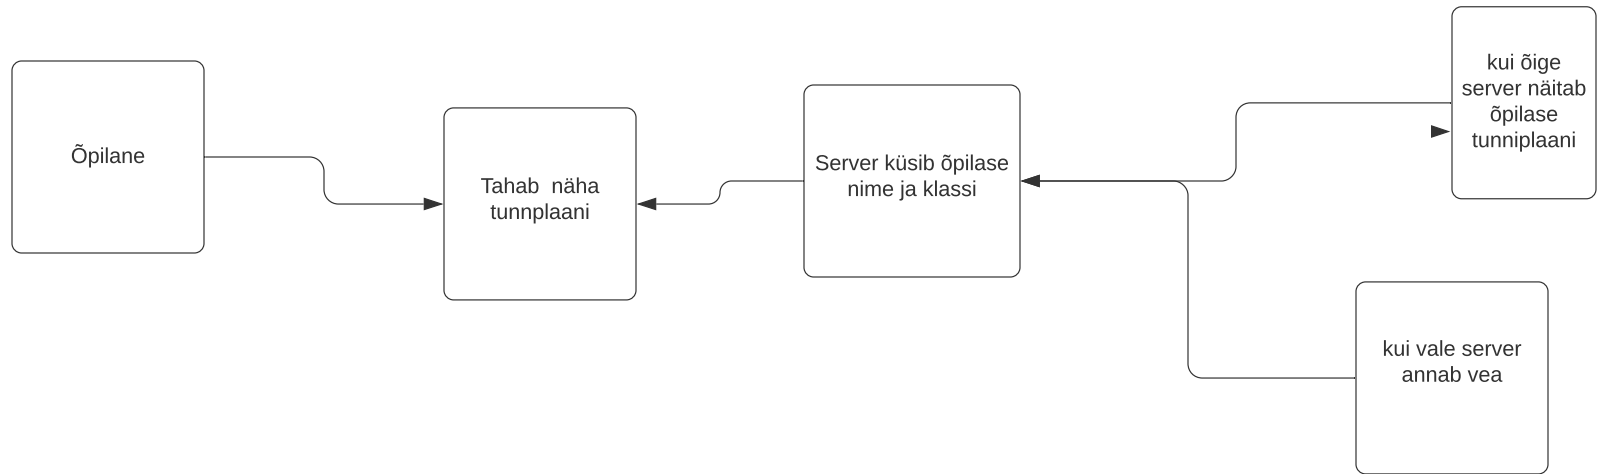 Õpilane
Tahab  näha
tunnplaani
Server küsib õpilase
nime ja klassi
kui õige
server näitab
õpilase
tunniplaani
kui vale server
annab vea